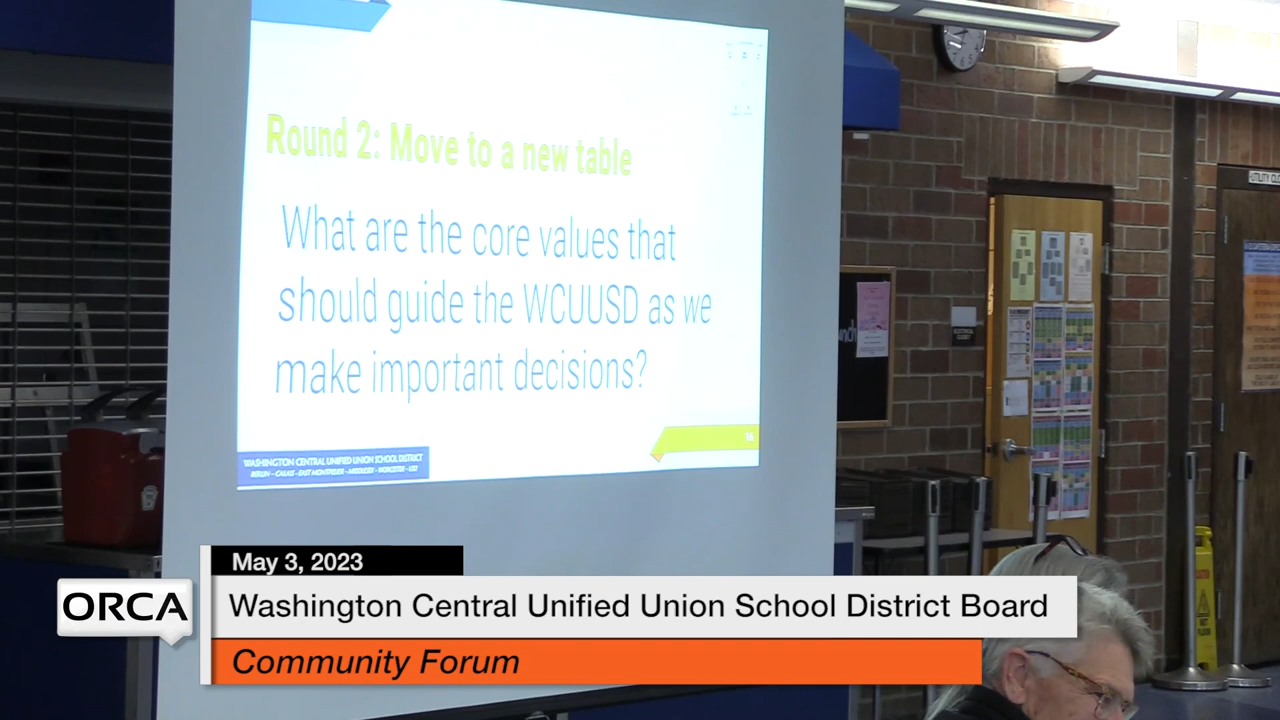 Round 2: Move to a new table
What are the core values that
should guide the WCUUSD as we
make important decisions?
16
WASHINGTON CENTRAL UNIFIED UNION SCHOOL DISTRICT
BERLIN - CALAIS - EAST MONTPELIER - MIDDLESEX - WORCESTER - U32
ELECTRICAL
CLOSET
May 3, 2023
ORCA
Washington Central Unified Union School District Board
Community Forum